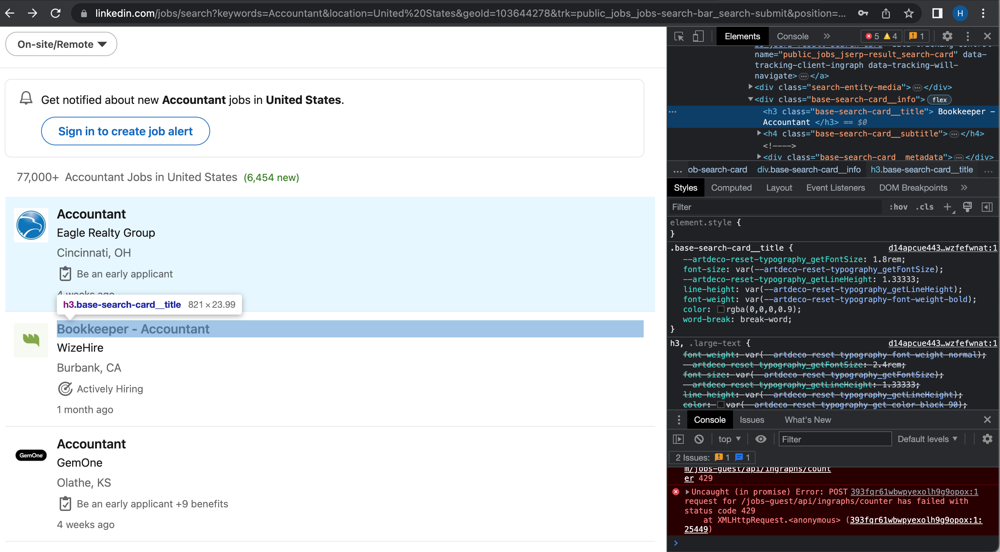 linkedin.com/jobs/search?keywords=Accountant&location=United%20States&geoId=103644278&trk=public_jobs_jobs-search-bar_search-submit&position=...
H
On-site/Remote
Get notified about new Accountant jobs in United States.
Sign in to create job alert
77,000+ Accountant Jobs in United States (6,454 new)
Accountant
Eagle Realty Group
Cincinnati, OH
Be an early applicant
4 weeks ago
h3.base-search-card__title 821 × 23.99
Bookkeeper - Accountant
WizeHire
Burbank, CA
Actively Hiring
1 month ago
GemOne
Accountant
GemOne
Olathe, KS
Be an early applicant +9 benefits
4 weeks ago
Elements Console » 5 4 1
bs_jserp-result_search-card" data-tracking-control-
name="public_jobs_jserp-result_search-card" data-
tracking-client-ingraph data-tracking-will-
navigate>…</a>
<div class="search-entity-media">…</div>
<div class="base-search-card__info"> flex
<h3 class="base-search-card__title"> Bookkeeper -
Accountant </h3> == $0
<h4 class="base-search-card__subtitle">…</h4>
<!---->
<div class="base-search-card__metadata">…</div>
... ob-search-card div.base-search-card__info h3.base-search-card__title ...
Styles Computed Layout Event Listeners DOM Breakpoints »
Filter :hov .cls +
element.style {
}
.base-search-card__title { d14apcue443…wzfefwnat:1
--artdeco-reset-typography_getFontSize: 1.8rem;
font-size: var(--artdeco-reset-typography_getFontSize);
--artdeco-reset-typography_getLineHeight: 1.33333;
line-height: var(--artdeco-reset-typography_getLineHeight);
font-weight: var(--artdeco-reset-typography-font-weight-bold);
color: rgba(0,0,0,0.9);
word-break: break-word;
}
h3, .large-text { d14apcue443…wzfefwnat:1
font-weight: var(--artdeco-reset-typography-font-weight-normal);
--artdeco-reset-typography_getFontSize: 2.4rem;
font-size: var(--artdeco-reset-typography_getFontSize);
--artdeco-reset-typography_getLineHeight: 1.33333;
line-height: var(--artdeco-reset-typography_getLineHeight);
color: var(--artdeco-reset-typography-get-color-black-90);
Console Issues What's New
top Filter Default levels
2 Issues: 1 1
m/jobs-guest/api/ingraphs/count
er 429
Uncaught (in promise) Error: POST 393fqr61wbwpyexolh9g9opox:1
request for /jobs-guest/api/ingraphs/counter has failed with
status code 429
at XMLHttpRequest.<anonymous> (393fqr61wbwpyexolh9g9opox:1:
25449)